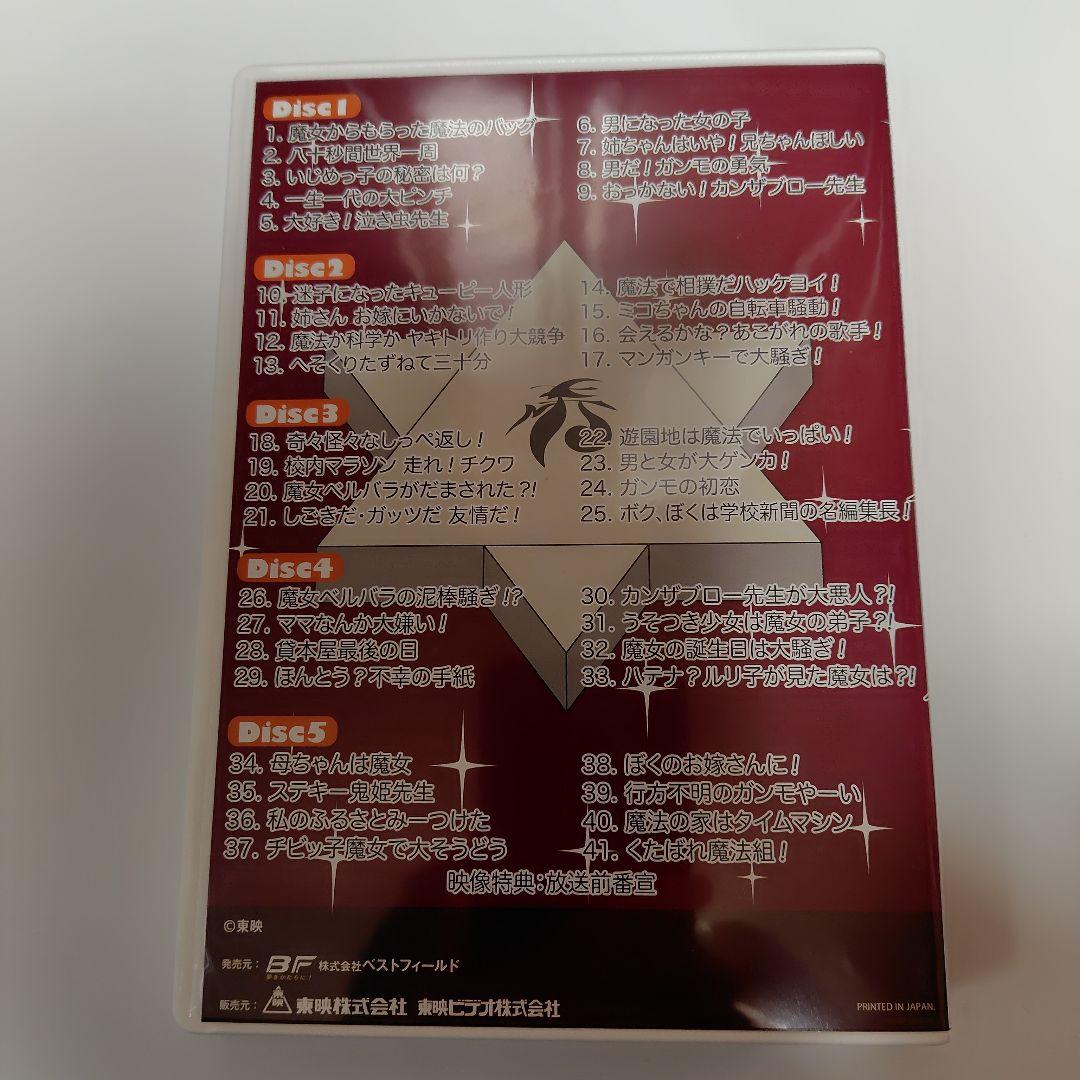 Disc1
1. 魔女からもらった魔法のバッグ
2. 八十秒間世界一周
3. いじめっ子の秘密は何?
4. 一生一代の大ピンチ
5. 大好き!泣き虫先生
6. 男になった女の子
7. 姉ちゃんはいや!兄ちゃんほしい
8. 男だ!ガンモの勇気
9. おっかない!カンザブロー先生
Disc2
10. 迷子になったキューピー人形
11. 姉さん お嫁にいかないで!
12. 魔法か科学か ヤキトリ作り大競争
13. へそくりたずねて三十分
14. 魔法で相撲だハッケヨイ!
15. ミコちゃんの自転車騒動!
16. 会えるかな?あこがれの歌手!
17. マンガンキーで大騒ぎ!
Disc3
18. 奇々怪々なしっぺ返し!
19. 校内マラソン 走れ!チクワ
20. 魔女ベルバラがだまされた?!
21. しごきだ・ガッツだ 友情だ!
22. 遊園地は魔法でいっぱい!
23. 男と女が大ゲンカ!
24. ガンモの初恋
25. ボク、ぼくは学校新聞の名編集長!
Disc4
26. 魔女ベルバラの泥棒騒ぎ!?
27. ママなんか大嫌い!
28. 貸本屋最後の日
29. ほんとう?不幸の手紙
30. カンザブロー先生が大悪人?!
31. うそつき少女は魔女の弟子?!
32. 魔女の誕生日は大騒ぎ!
33. ハテナ?ルリ子が見た魔女は?!
Disc5
34. 母ちゃんは魔女
35. ステキー鬼姫先生
36. 私のふるさとみーつけた
37. チビッ子魔女で大そうどう
38. ぼくのお嫁さんに!
39. 行方不明のガンモやーい
40. 魔法の家はタイムマシン
41. くたばれ魔法組!
映像特典:放送前番宣
©東映
発売元: BF 株式会社ベストフィールド
夢をかたちに!
販売元: 東映 東映株式会社 東映ビデオ株式会社
PRINTED IN JAPAN.